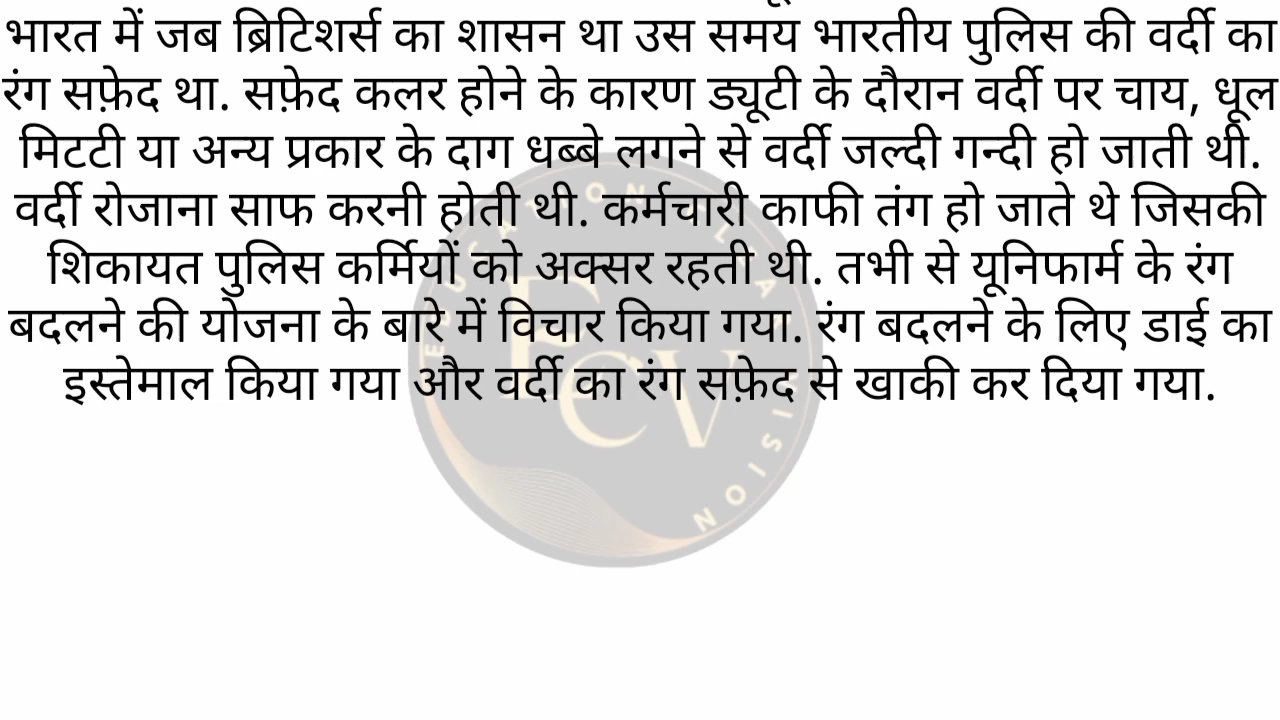 भारत में जब ब्रिटिशर्स का शासन था उस समय भारतीय पुलिस की वर्दी का
रंग सफ़ेद था. सफ़ेद कलर होने के कारण ड्यूटी के दौरान वर्दी पर चाय, धूल
मिटटी या अन्य प्रकार के दाग धब्बे लगने से वर्दी जल्दी गन्दी हो जाती थी.
वर्दी रोजाना साफ करनी होती थी. कर्मचारी काफी तंग हो जाते थे जिसकी
शिकायत पुलिस कर्मियों को अक्सर रहती थी. तभी से यूनिफार्म के रंग
बदलने की योजना के बारे में विचार किया गया. रंग बदलने के लिए डाई का
इस्तेमाल किया गया और वर्दी का रंग सफ़ेद से खाकी कर दिया गया.
ECV